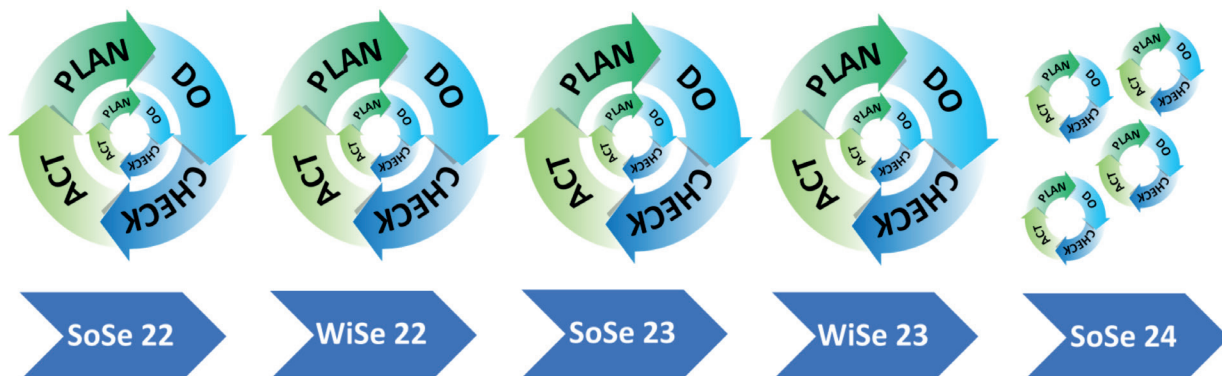 PLAN
DO
CHECK
ACT
PLAN
DO
CHECK
ACT
PLAN
DO
CHECK
ACT
PLAN
DO
CHECK
ACT
PLAN
DO
CHECK
ACT
PLAN
DO
CHECK
ACT
PLAN
DO
CHECK
ACT
PLAN
DO
CHECK
ACT
PLAN
DO
CHECK
ACT
PLAN
DO
CHECK
ACT
PLAN
DO
CHECK
ACT
PLAN
DO
CHECK
ACT
SoSe 22
WiSe 22
SoSe 23
WiSe 23
SoSe 24